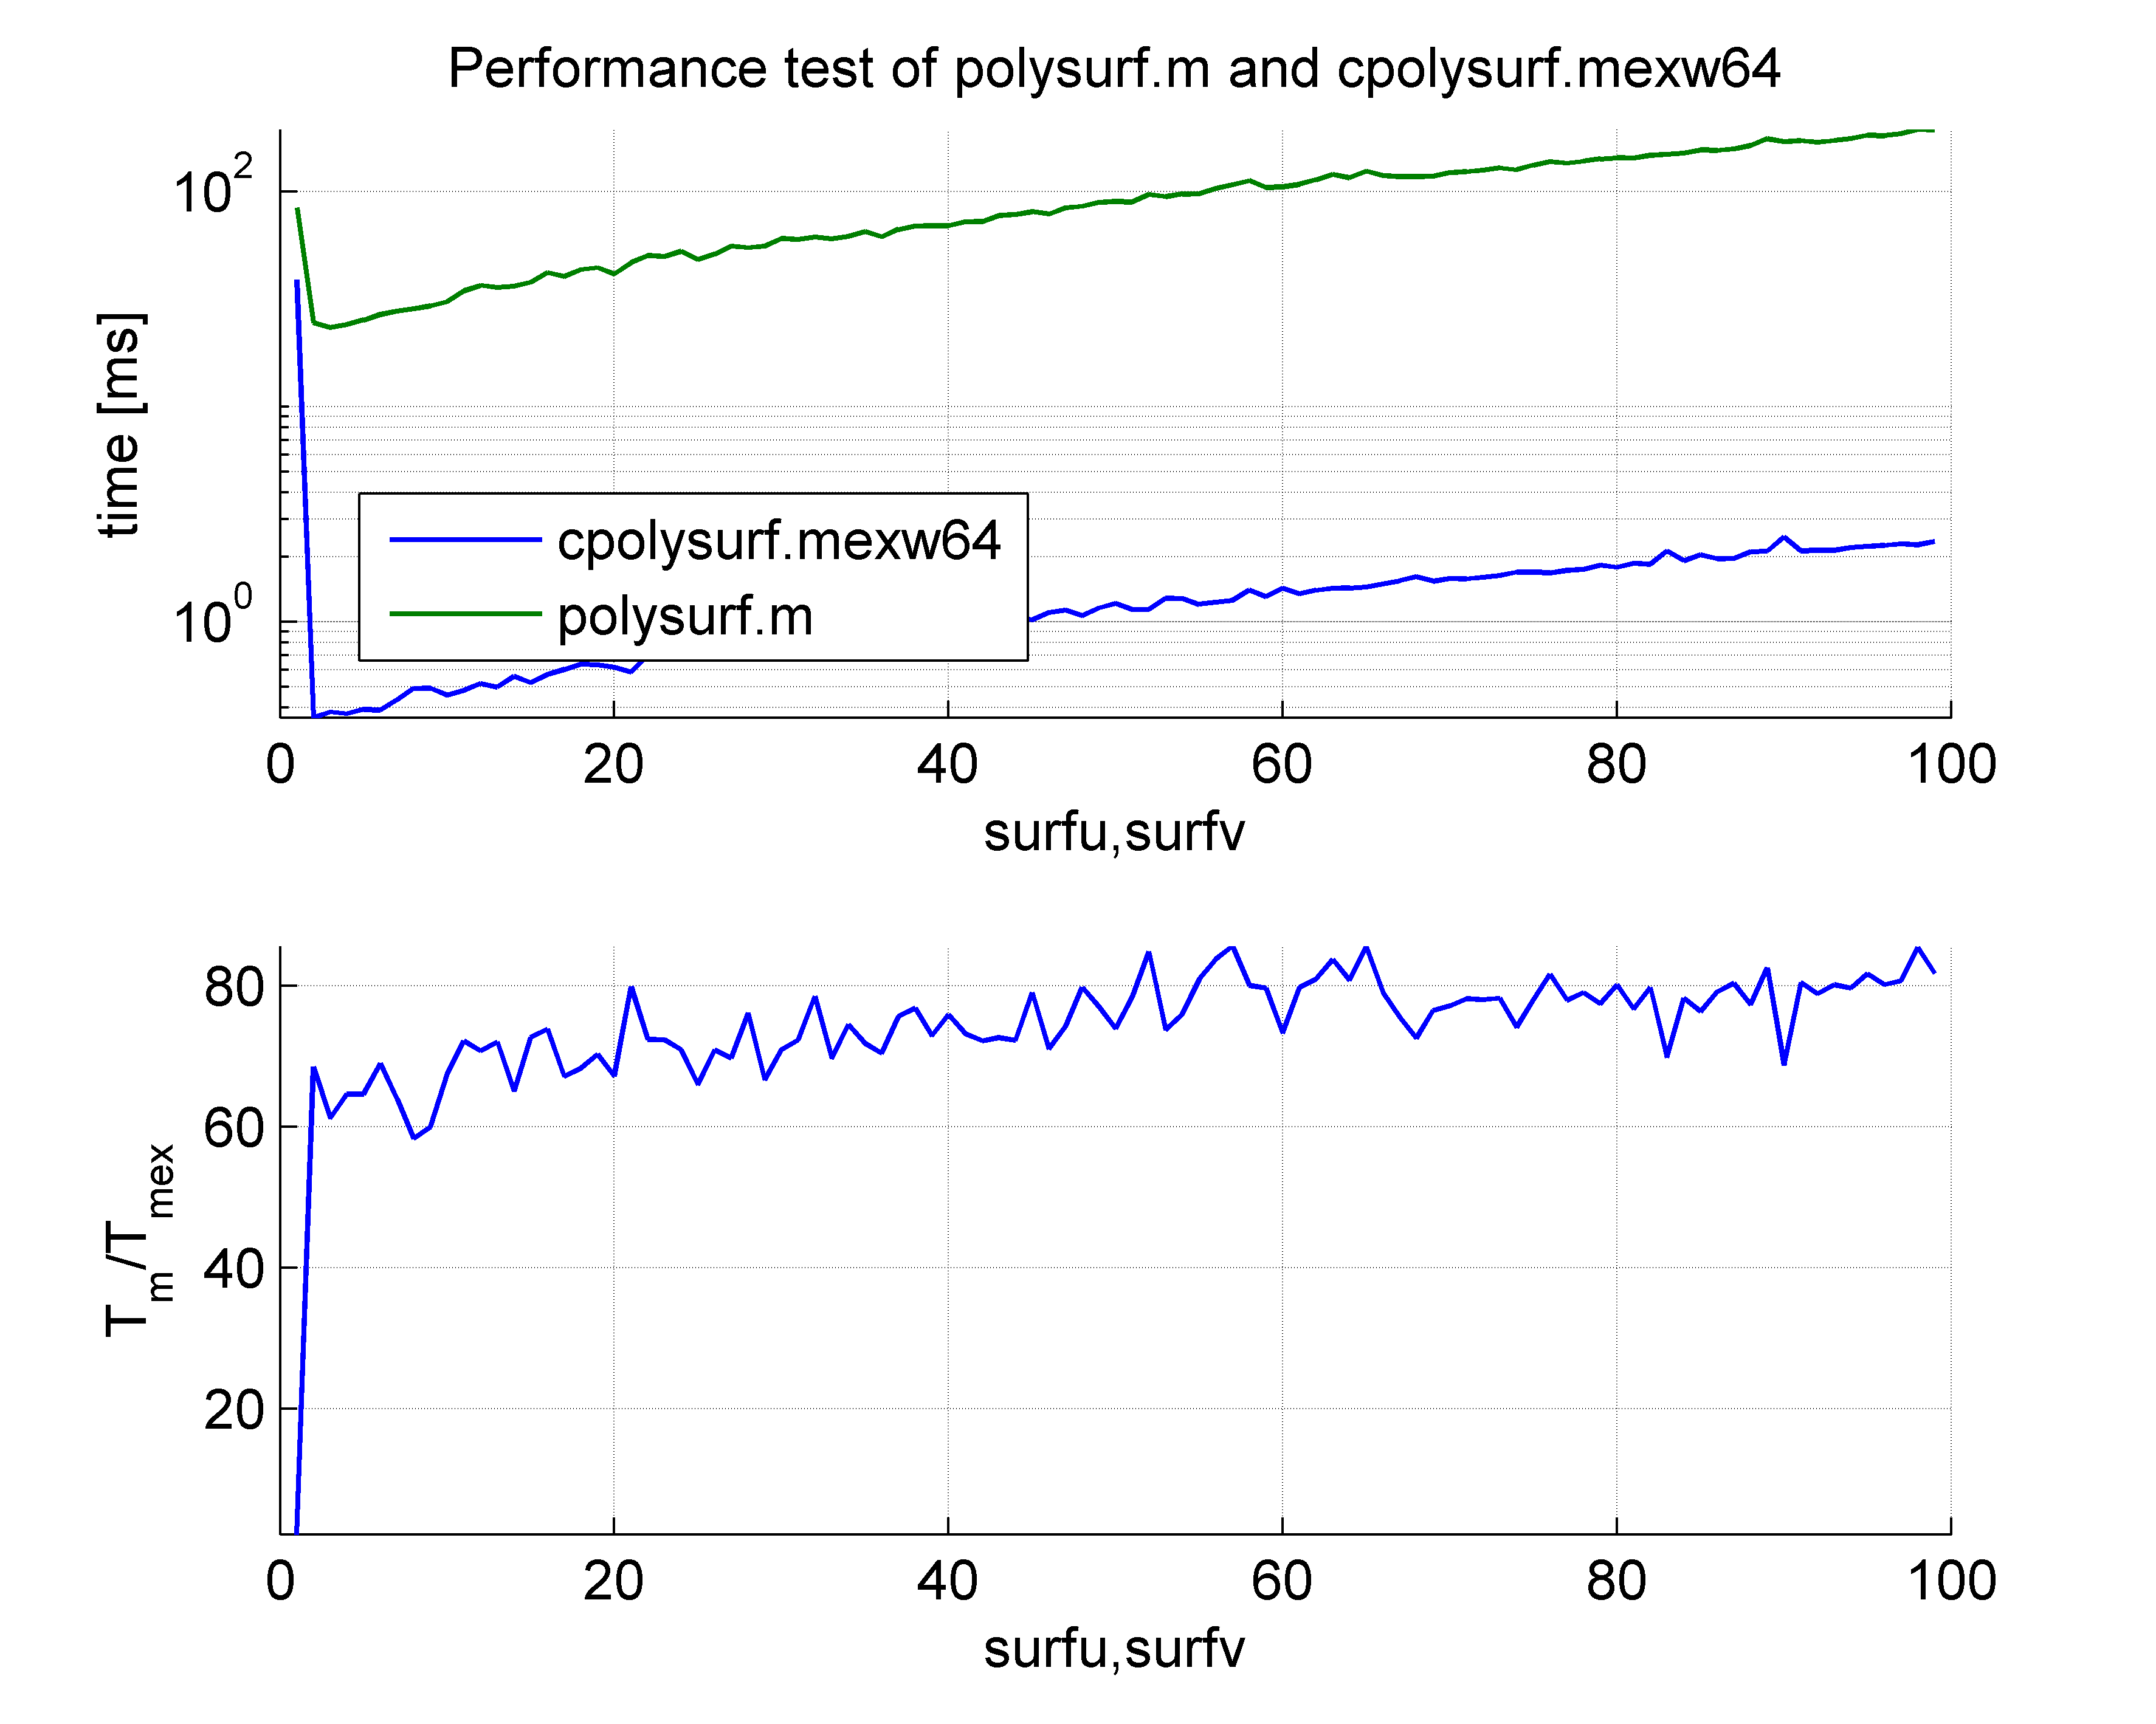 Performance test of polysurf.m and cpolysurf.mexw64
10^2
10^0
time [ms]
cpolysurf.mexw64
polysurf.m
0 20 40 60 80 100
surfu,surfv
80
60
40
20
T_m/T_mex
0 20 40 60 80 100
surfu,surfv